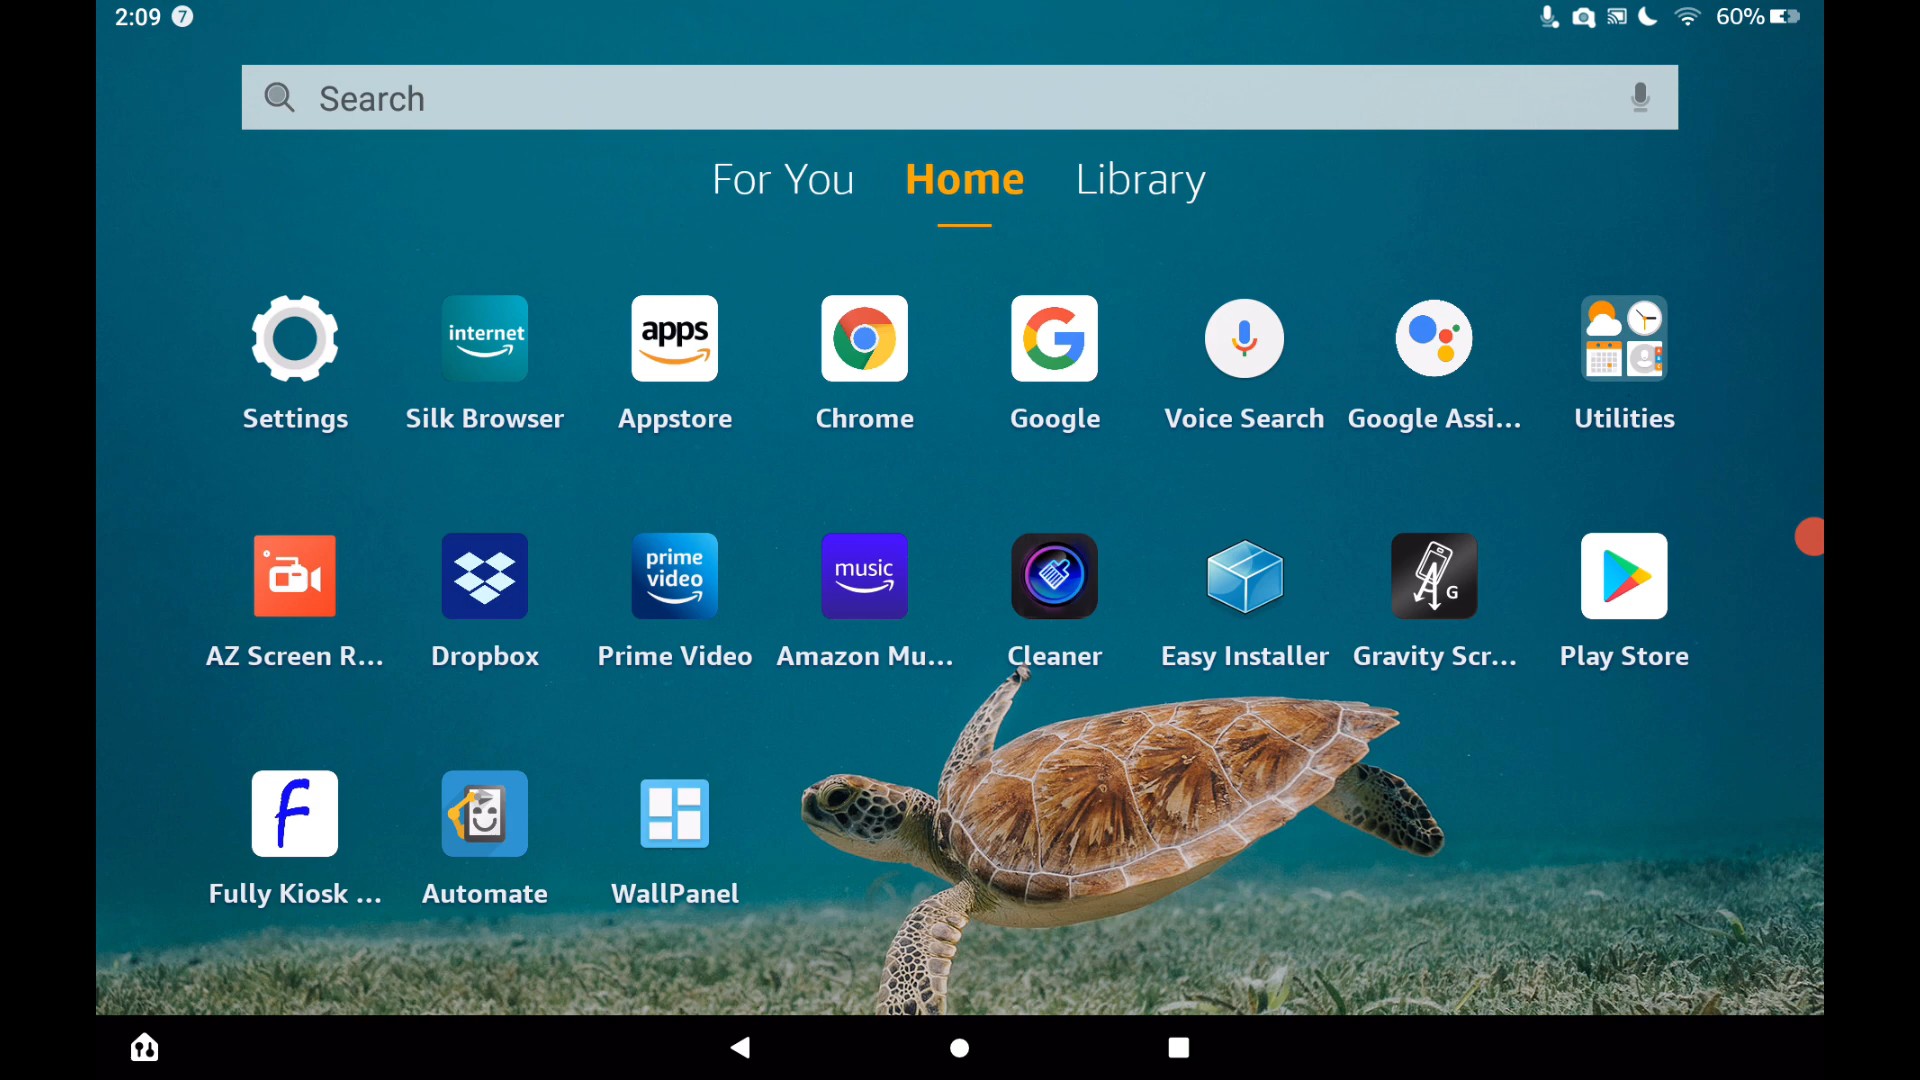 2:09 7 60%
Search
For You Home Library
internet apps
Settings Silk Browser Appstore Chrome Google Voice Search Google Assi... Utilities
prime video music G
AZ Screen R... Dropbox Prime Video Amazon Mu... Cleaner Easy Installer Gravity Scr... Play Store
f
Fully Kiosk ... Automate WallPanel